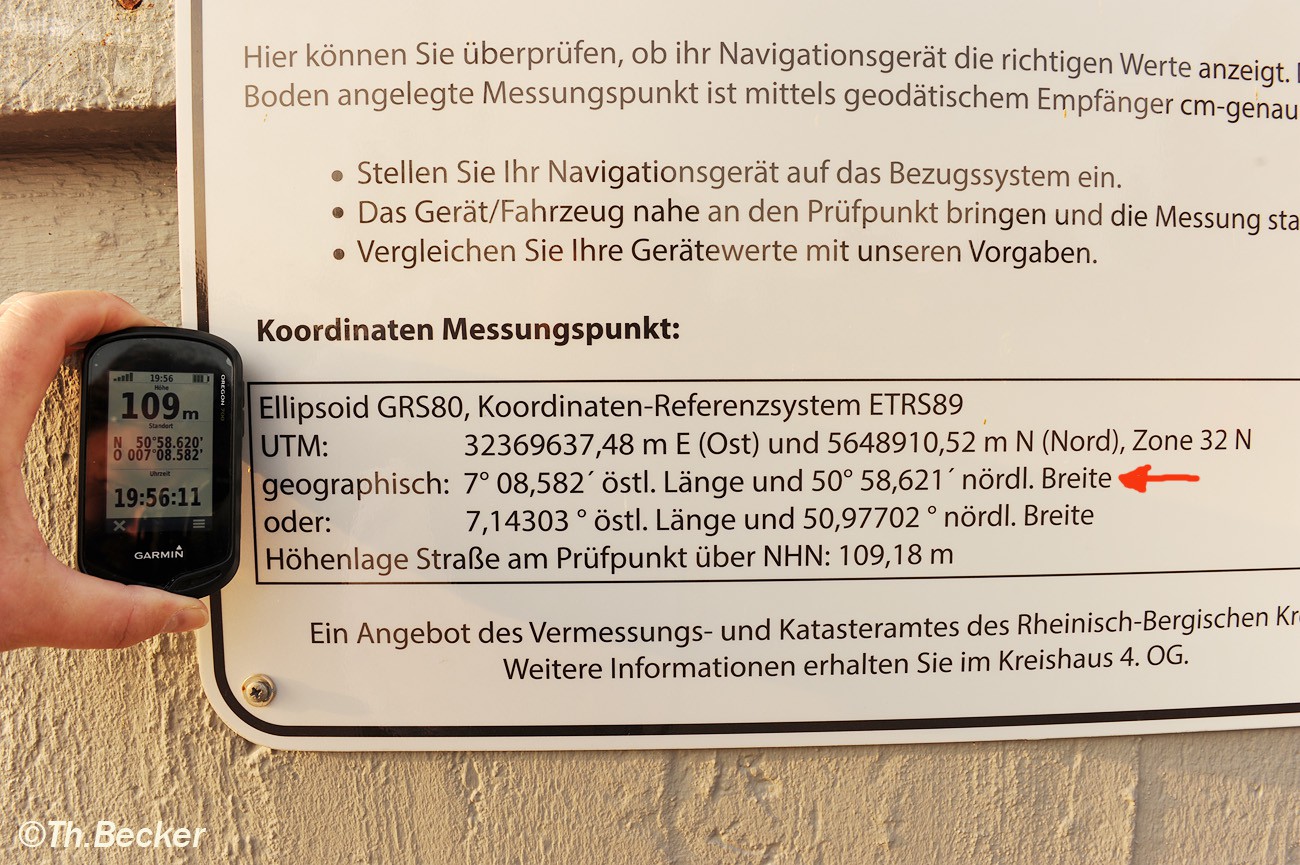 Hier können Sie überprüfen, ob ihr Navigationsgerät die richtigen Werte anzeigt.
Boden angelegte Messungspunkt ist mittels geodätischem Empfänger cm-genau
• Stellen Sie Ihr Navigationsgerät auf das Bezugssystem ein.
• Das Gerät/Fahrzeug nahe an den Prüfpunkt bringen und die Messung sta
• Vergleichen Sie Ihre Gerätewerte mit unseren Vorgaben.
Koordinaten Messungspunkt:
Ellipsoid GRS80, Koordinaten-Referenzsystem ETRS89
UTM: 32369637,48 m E (Ost) und 5648910,52 m N (Nord), Zone 32 N
geographisch: 7° 08,582´ östl. Länge und 50° 58,621´ nördl. Breite
oder: 7,14303 ° östl. Länge und 50,97702 ° nördl. Breite
Höhenlage Straße am Prüfpunkt über NHN: 109,18 m
Ein Angebot des Vermessungs- und Katasteramtes des Rheinisch-Bergischen Kre
Weitere Informationen erhalten Sie im Kreishaus 4. OG.
19:56
Höhe
109m
Standort
N 50°58.620'
O 007°08.582'
Uhrzeit
19:56:11
GARMIN
OREGON
©Th.Becker